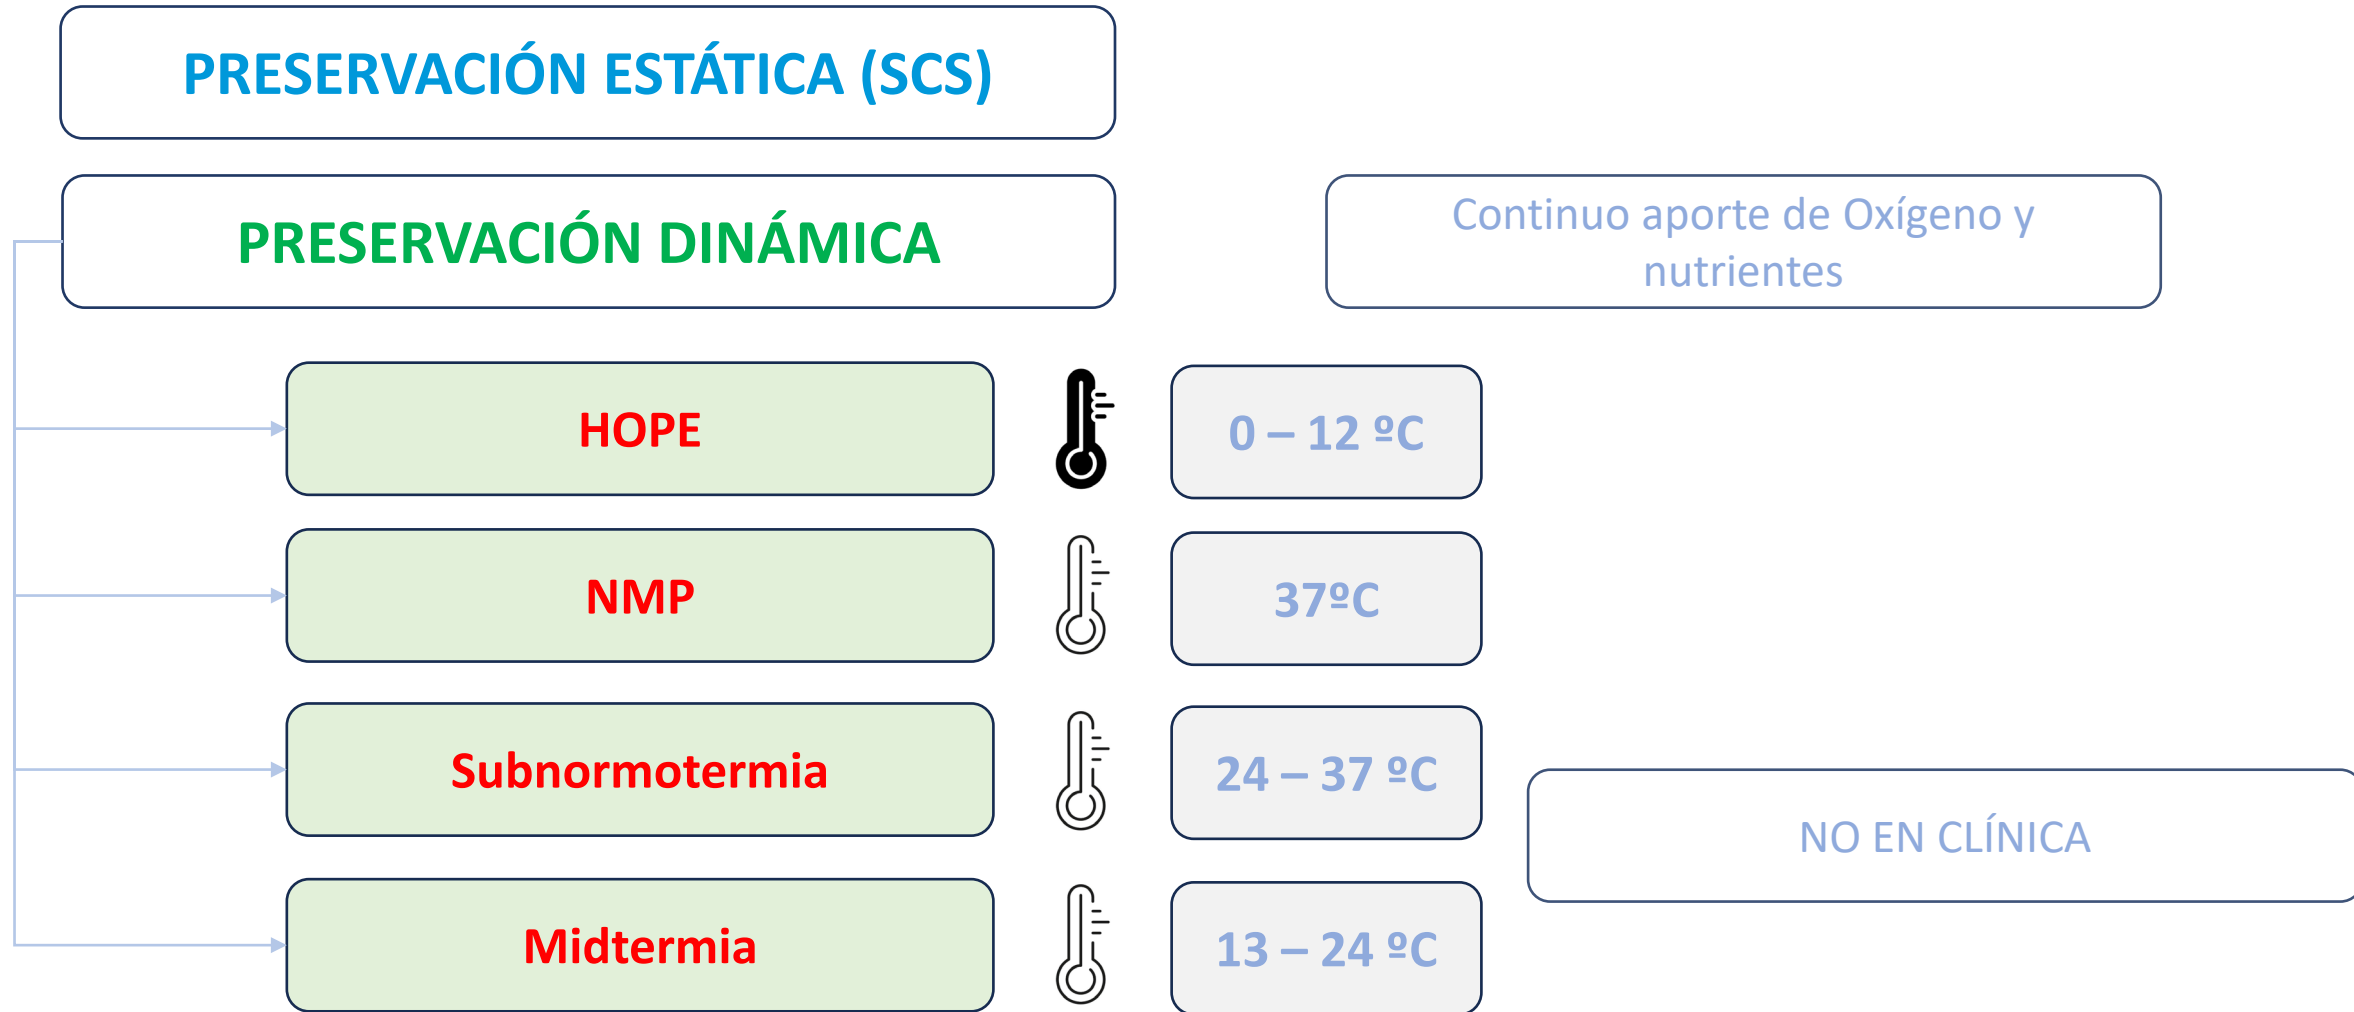 PRESERVACIÓN ESTÁTICA (SCS)
PRESERVACIÓN DINÁMICA
Continuo aporte de Oxígeno y
nutrientes
HOPE
0 – 12 ºC
NMP
37ºC
Subnormotermia
24 – 37 ºC
NO EN CLÍNICA
Midtermia
13 – 24 ºC